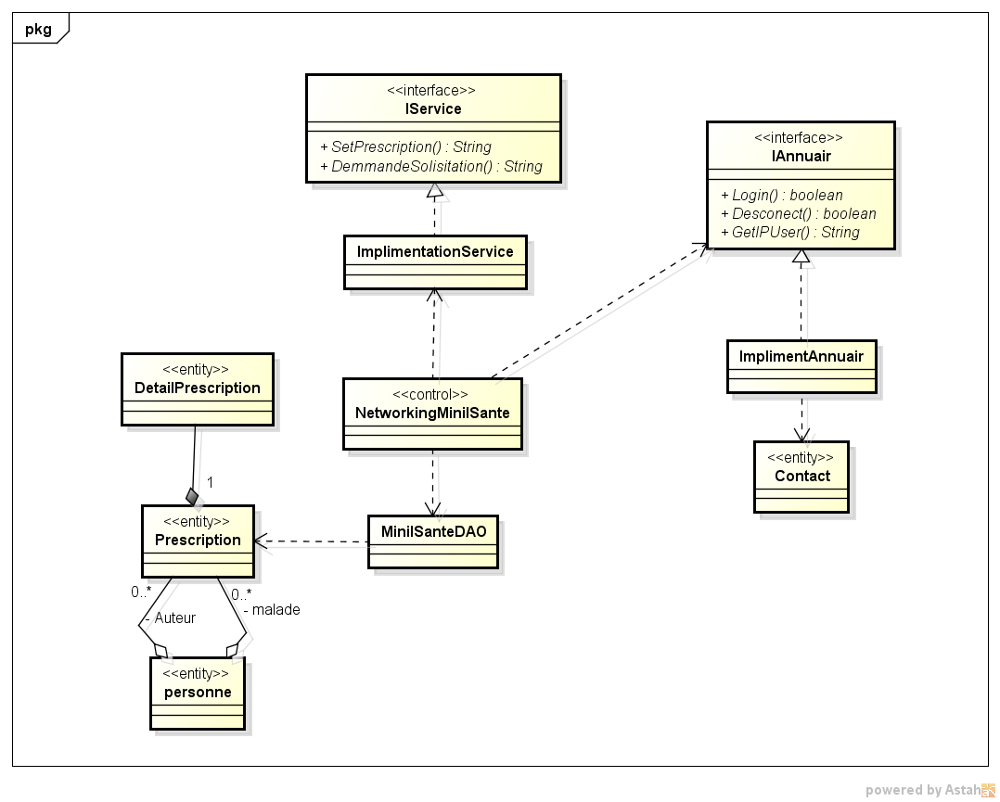 pkg
<<interface>>
IService
+ SetPrescription() : String
+ DemmandeSolisitation() : String
<<interface>>
IAnnuair
+ Login() : boolean
+ Desconect() : boolean
+ GetIPUser() : String
ImplimentationService
ImplimentAnnuair
<<entity>>
DetailPrescription
<<control>>
NetworkingMinilSante
<<entity>>
Contact
1
<<entity>>
Prescription
MinilSanteDAO
0..*
0..*
- Auteur
- malade
<<entity>>
personne
powered by Astah